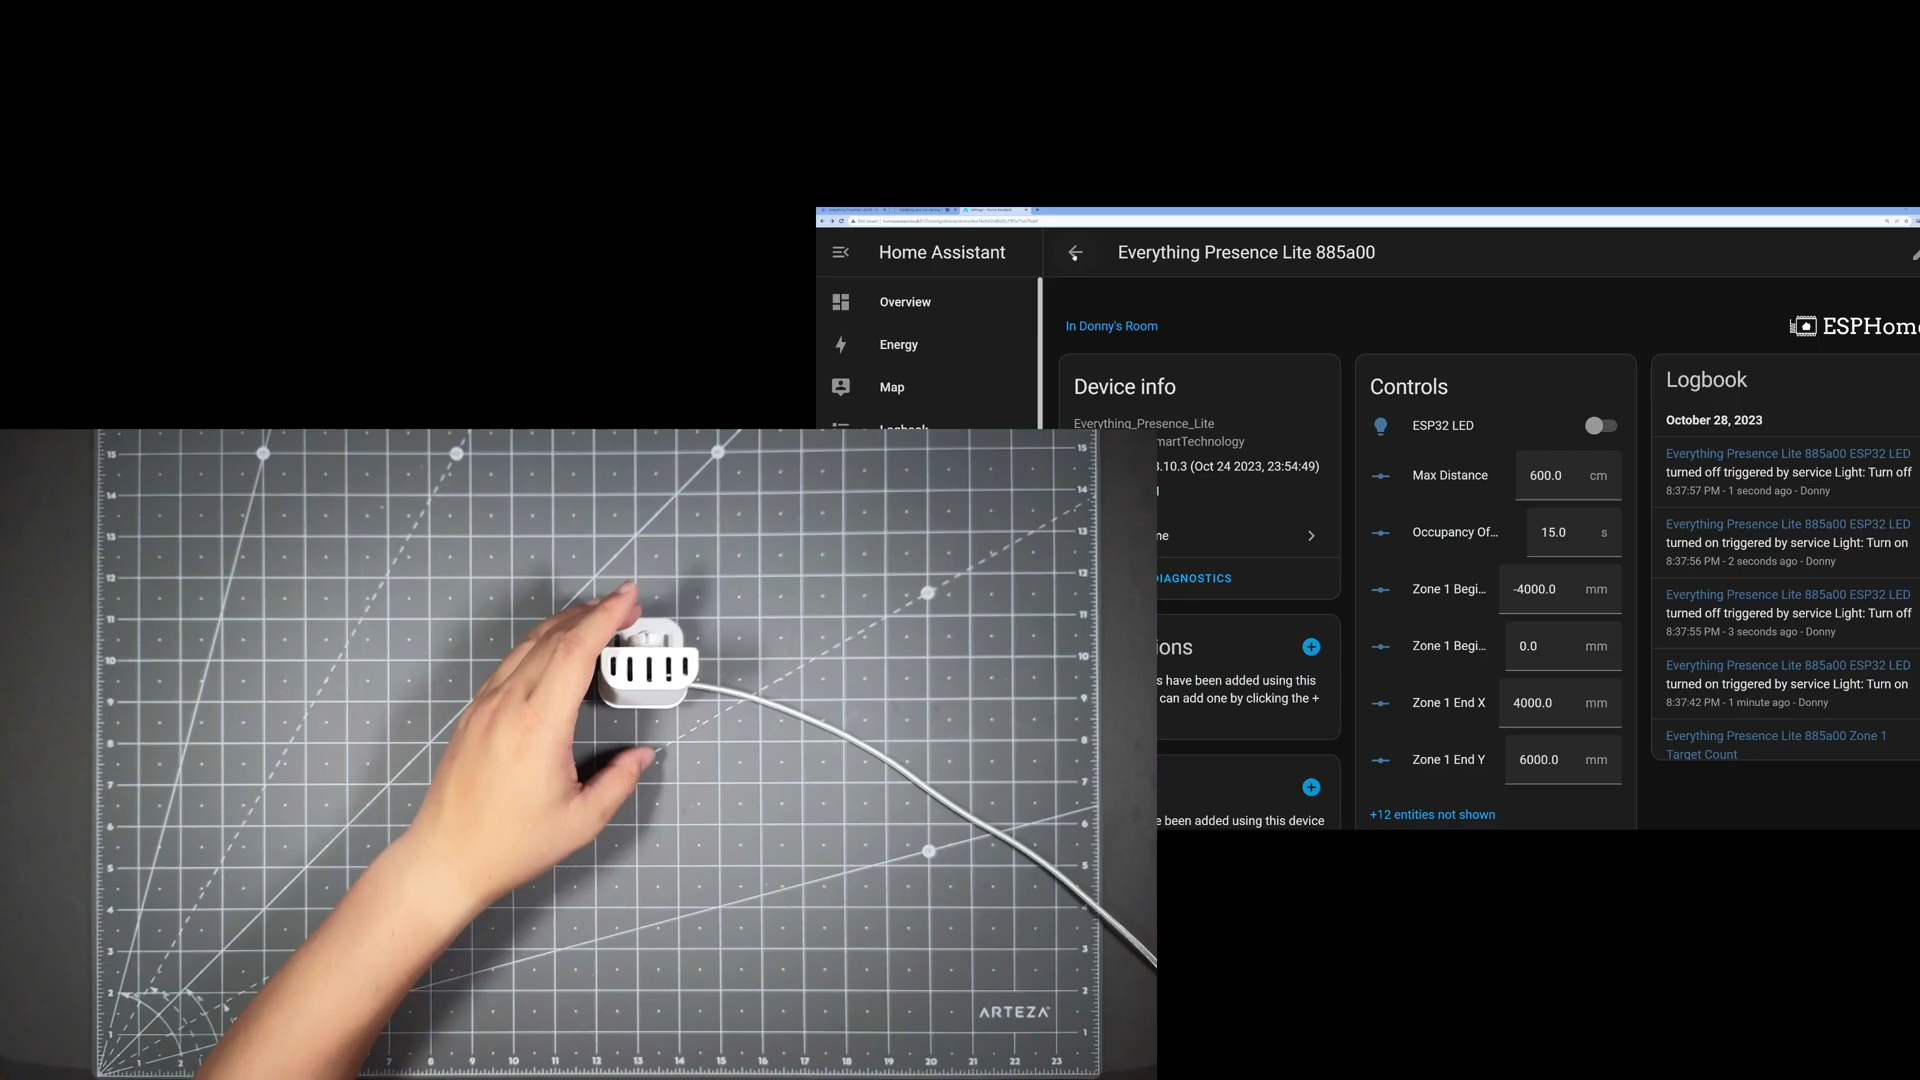 Home Assistant
Everything Presence Lite 885a00
Overview
Energy
Map
In Donny's Room
ESPHome
Device info
Everything_Presence_Lite
martTechnology
.10.3 (Oct 24 2023, 23:54:49)
DIAGNOSTICS
been added using this
can add one by clicking the +
been added using this device
Controls
ESP32 LED
Max Distance 600.0 cm
Occupancy Of... 15.0 s
Zone 1 Begi... -4000.0 mm
Zone 1 Begi... 0.0 mm
Zone 1 End X 4000.0 mm
Zone 1 End Y 6000.0 mm
+12 entities not shown
Logbook
October 28, 2023
Everything Presence Lite 885a00 ESP32 LED
turned off triggered by service Light: Turn off
8:37:57 PM - 1 second ago - Donny
Everything Presence Lite 885a00 ESP32 LED
turned on triggered by service Light: Turn on
8:37:56 PM - 2 seconds ago - Donny
Everything Presence Lite 885a00 ESP32 LED
turned off triggered by service Light: Turn off
8:37:55 PM - 3 seconds ago - Donny
Everything Presence Lite 885a00 ESP32 LED
turned on triggered by service Light: Turn on
8:37:42 PM - 1 minute ago - Donny
Everything Presence Lite 885a00 Zone 1
Target Count
ARTEZA